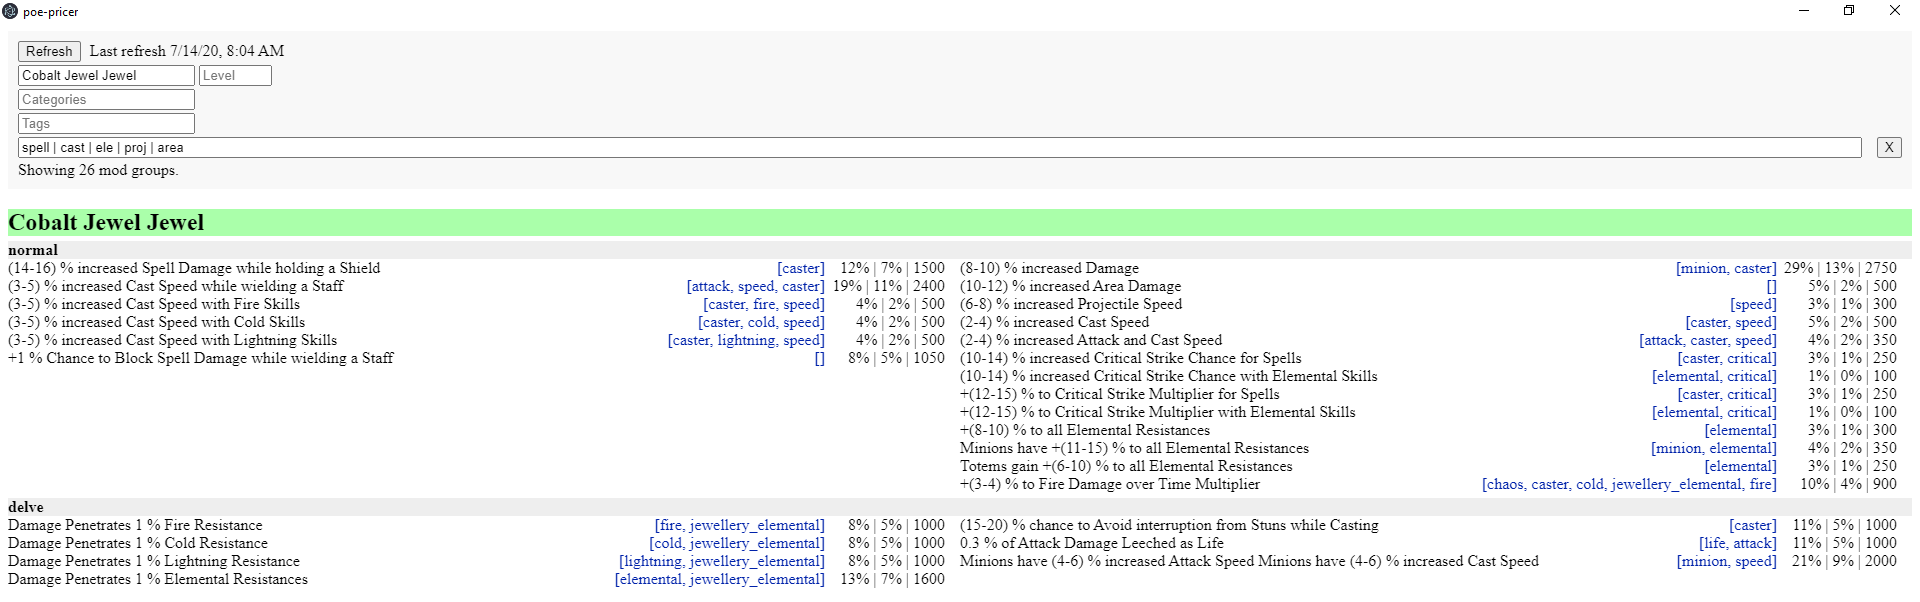 poe-pricer
Refresh Last refresh 7/14/20, 8:04 AM
Cobalt Jewel Jewel Level
Categories
Tags
spell | cast | ele | proj | area X
Showing 26 mod groups.
Cobalt Jewel Jewel
normal
(14-16) % increased Spell Damage while holding a Shield [caster] 12% | 7% | 1500
(3-5) % increased Cast Speed while wielding a Staff [attack, speed, caster] 19% | 11% | 2400
(3-5) % increased Cast Speed with Fire Skills [caster, fire, speed] 4% | 2% | 500
(3-5) % increased Cast Speed with Cold Skills [caster, cold, speed] 4% | 2% | 500
(3-5) % increased Cast Speed with Lightning Skills [caster, lightning, speed] 4% | 2% | 500
+1 % Chance to Block Spell Damage while wielding a Staff [] 8% | 5% | 1050
(8-10) % increased Damage [minion, caster] 29% | 13% | 2750
(10-12) % increased Area Damage [] 5% | 2% | 500
(6-8) % increased Projectile Speed [speed] 3% | 1% | 300
(2-4) % increased Cast Speed [caster, speed] 5% | 2% | 500
(2-4) % increased Attack and Cast Speed [attack, caster, speed] 4% | 2% | 350
(10-14) % increased Critical Strike Chance for Spells [caster, critical] 3% | 1% | 250
(10-14) % increased Critical Strike Chance with Elemental Skills [elemental, critical] 1% | 0% | 100
+(12-15) % to Critical Strike Multiplier for Spells [caster, critical] 3% | 1% | 250
+(12-15) % to Critical Strike Multiplier with Elemental Skills [elemental, critical] 1% | 0% | 100
+(8-10) % to all Elemental Resistances [elemental] 3% | 1% | 300
Minions have +(11-15) % to all Elemental Resistances [minion, elemental] 4% | 2% | 350
Totems gain +(6-10) % to all Elemental Resistances [elemental] 3% | 1% | 250
+(3-4) % to Fire Damage over Time Multiplier [chaos, caster, cold, jewellery_elemental, fire] 10% | 4% | 900
delve
Damage Penetrates 1 % Fire Resistance [fire, jewellery_elemental] 8% | 5% | 1000
Damage Penetrates 1 % Cold Resistance [cold, jewellery_elemental] 8% | 5% | 1000
Damage Penetrates 1 % Lightning Resistance [lightning, jewellery_elemental] 8% | 5% | 1000
Damage Penetrates 1 % Elemental Resistances [elemental, jewellery_elemental] 13% | 7% | 1600
(15-20) % chance to Avoid interruption from Stuns while Casting [caster] 11% | 5% | 1000
0.3 % of Attack Damage Leeched as Life [life, attack] 11% | 5% | 1000
Minions have (4-6) % increased Attack Speed Minions have (4-6) % increased Cast Speed [minion, speed] 21% | 9% | 2000